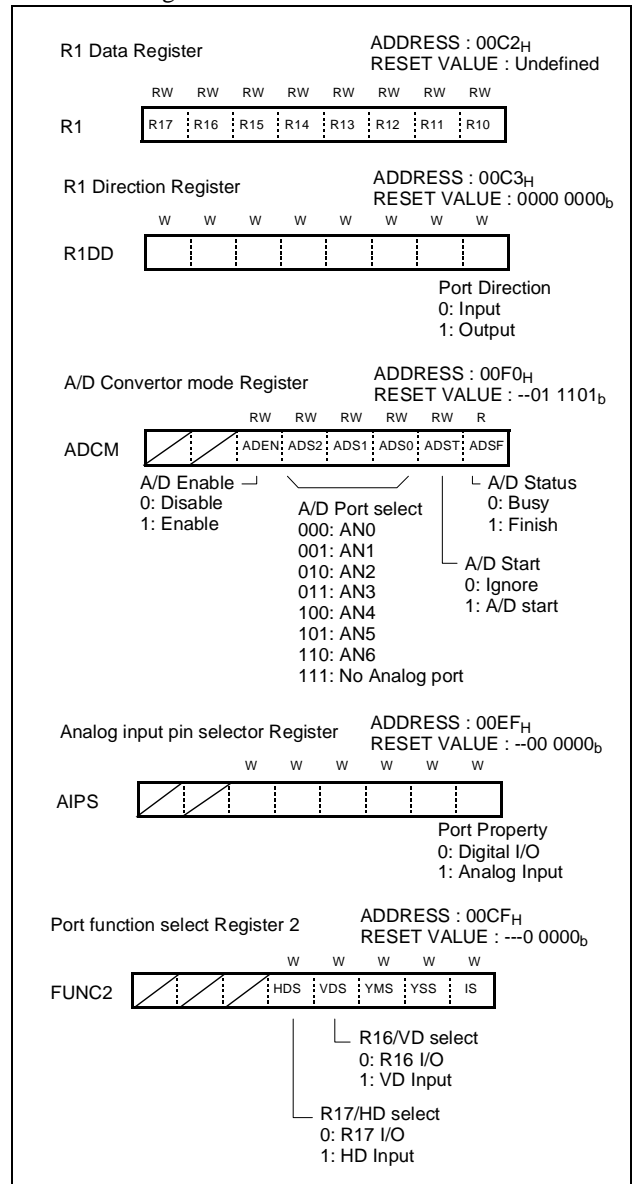 R1 Data Register
ADDRESS : 00C2H
RESET VALUE : Undefined
RW RW RW RW RW RW RW RW
R1 R17 R16 R15 R14 R13 R12 R11 R10
R1 Direction Register
ADDRESS : 00C3H
RESET VALUE : 0000 0000b
W W W W W W W W
R1DD
Port Direction
0: Input
1: Output
A/D Convertor mode Register
ADDRESS : 00F0H
RESET VALUE : --01 1101b
RW RW RW RW RW R
ADCM ADEN ADS2 ADS1 ADS0 ADST ADSF
A/D Enable
0: Disable
1: Enable
A/D Port select
000: AN0
001: AN1
010: AN2
011: AN3
100: AN4
101: AN5
110: AN6
111: No Analog port
A/D Status
0: Busy
1: Finish
A/D Start
0: Ignore
1: A/D start
Analog input pin selector Register
ADDRESS : 00EFH
RESET VALUE : --00 0000b
W W W W W W
AIPS
Port Property
0: Digital I/O
1: Analog Input
Port function select Register 2
ADDRESS : 00CFH
RESET VALUE : ---0 0000b
W W W W W
FUNC2 HDS VDS YMS YSS IS
R16/VD select
0: R16 I/O
1: VD Input
R17/HD select
0: R17 I/O
1: HD Input